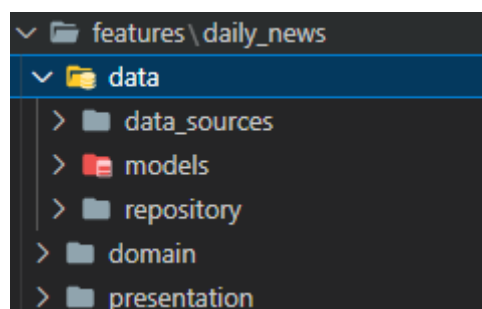 features\daily_news
data
data_sources
models
repository
domain
presentation